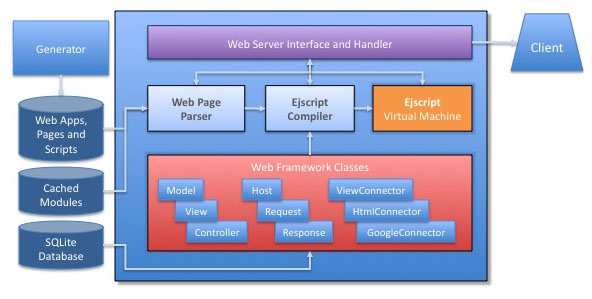 Generator
Web Server Interface and Handler
Client
Web Apps,
Pages and
Scripts
Web Page
Parser
Ejscript
Compiler
Ejscript
Virtual Machine
Cached
Modules
Web Framework Classes
Model
View
Controller
Host
Request
Response
ViewConnector
HtmlConnector
GoogleConnector
SQLite
Database